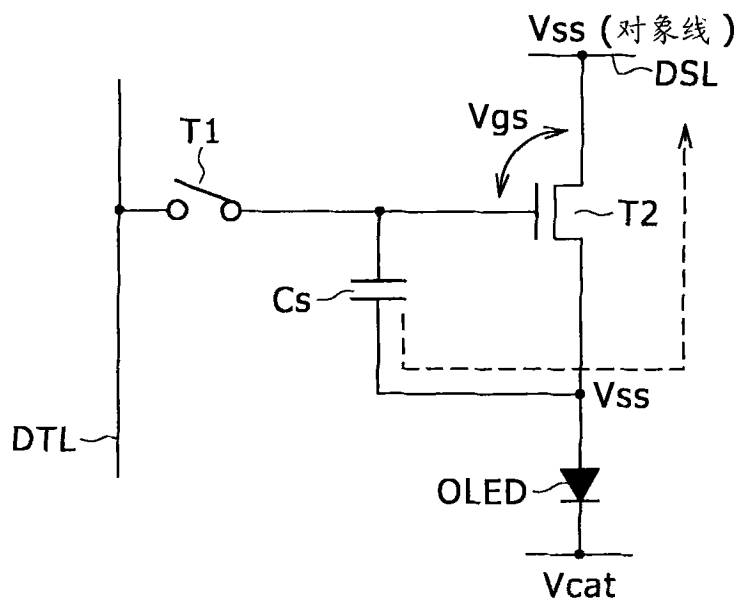 Vss (对象线)
DSL
Vgs
T1
T2
Cs
Vss
DTL
OLED
Vcat